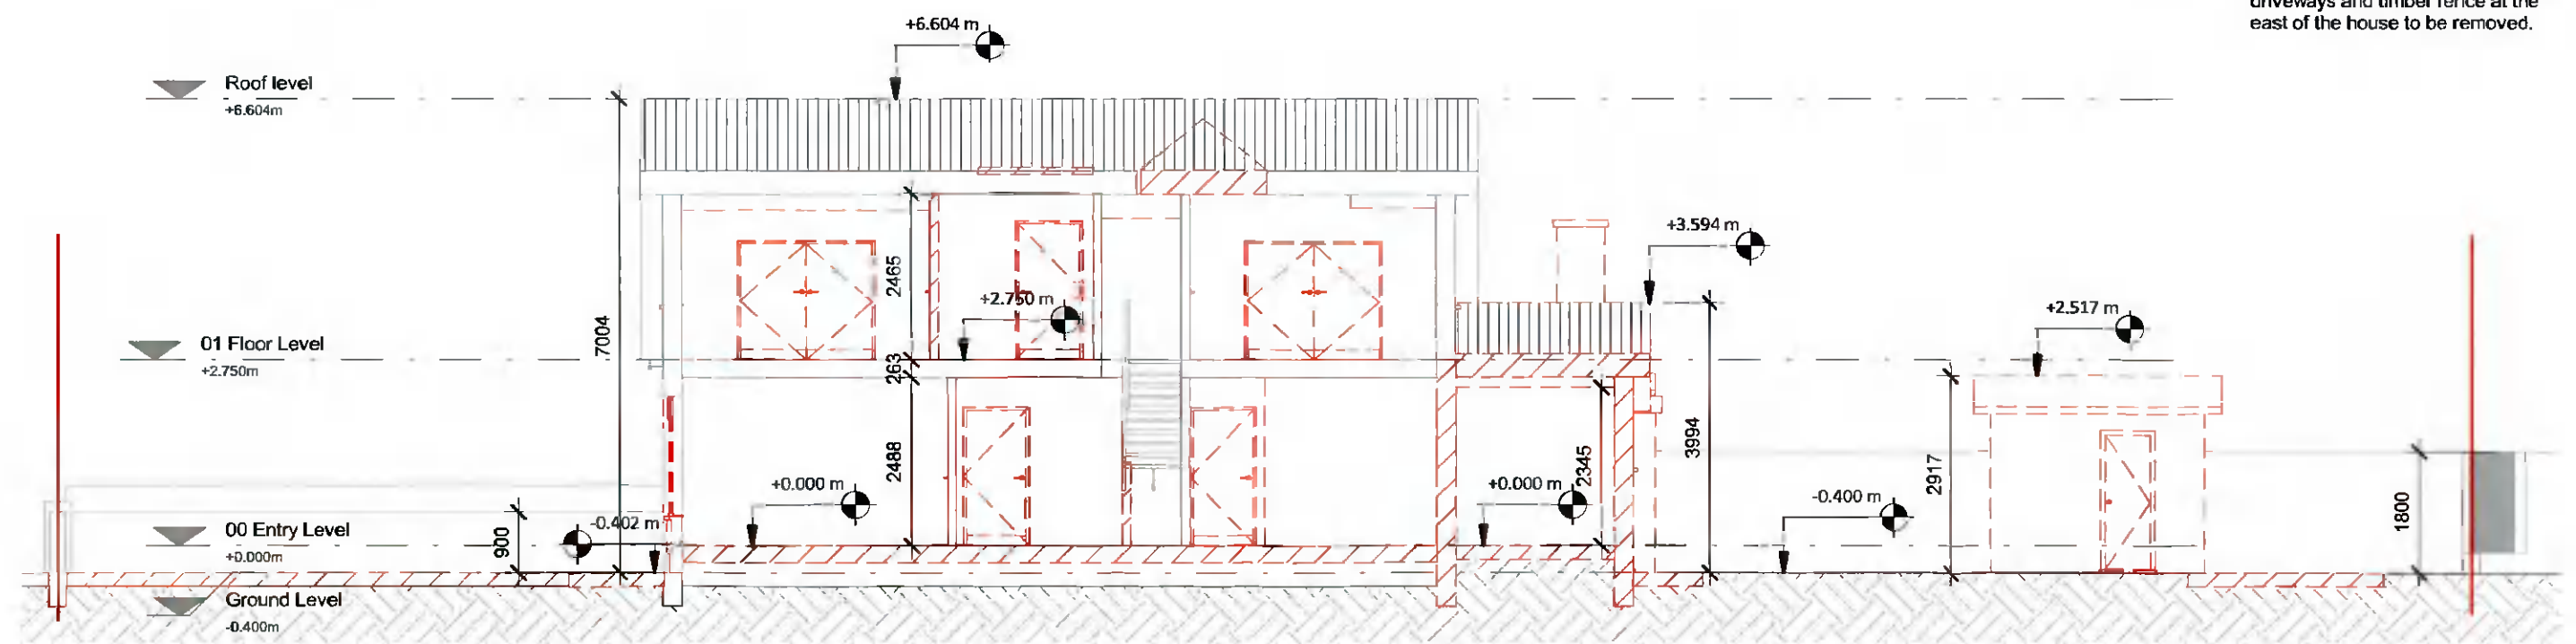 driveways and timber fence at the
east of the house to be removed.
+6.604 m
Roof level
+6.604m
+3.594 m
2465
+2.750 m
+2.517 m
7004
01 Floor Level
+2.750m
263
3994
2488
2345
2917
+0.000 m
+0.000 m
-0.400 m
1800
-0.402 m
900
00 Entry Level
+0.000m
Ground Level
-0.400m